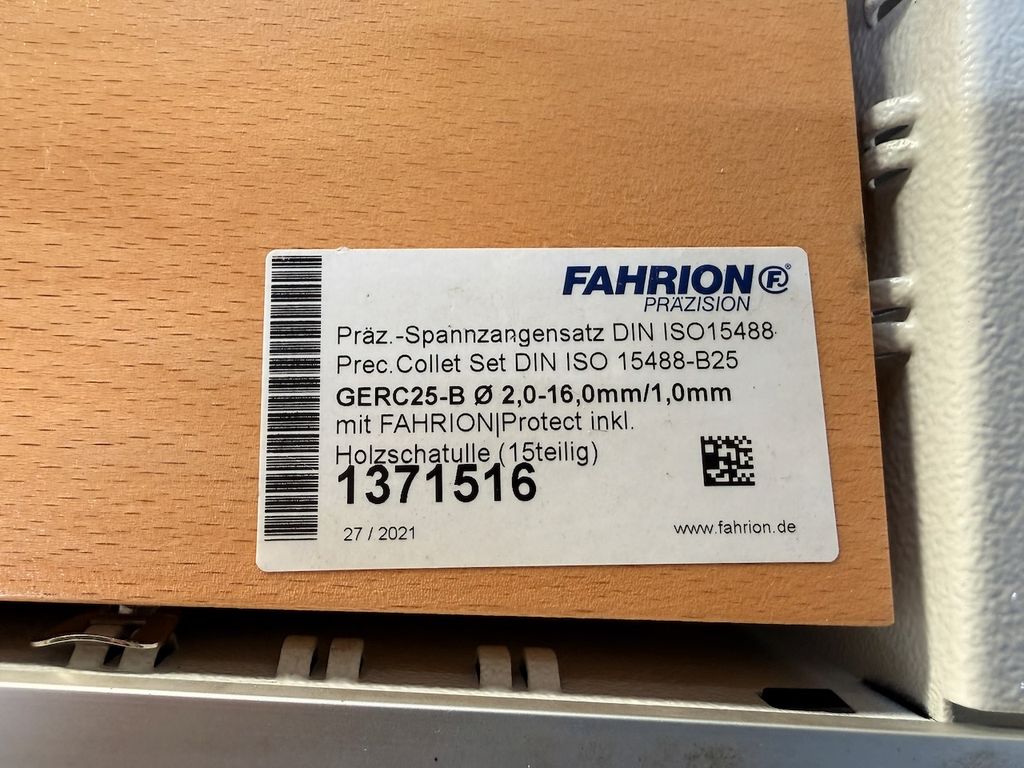 FAHRION F®
PRÄZISION
Präz.-Spannzangensatz DIN ISO15488
Prec.Collet Set DIN ISO 15488-B25
GERC25-B Ø 2,0-16,0mm/1,0mm
mit FAHRION|Protect inkl.
Holzschatulle (15teilig)
1371516
27 / 2021
www.fahrion.de